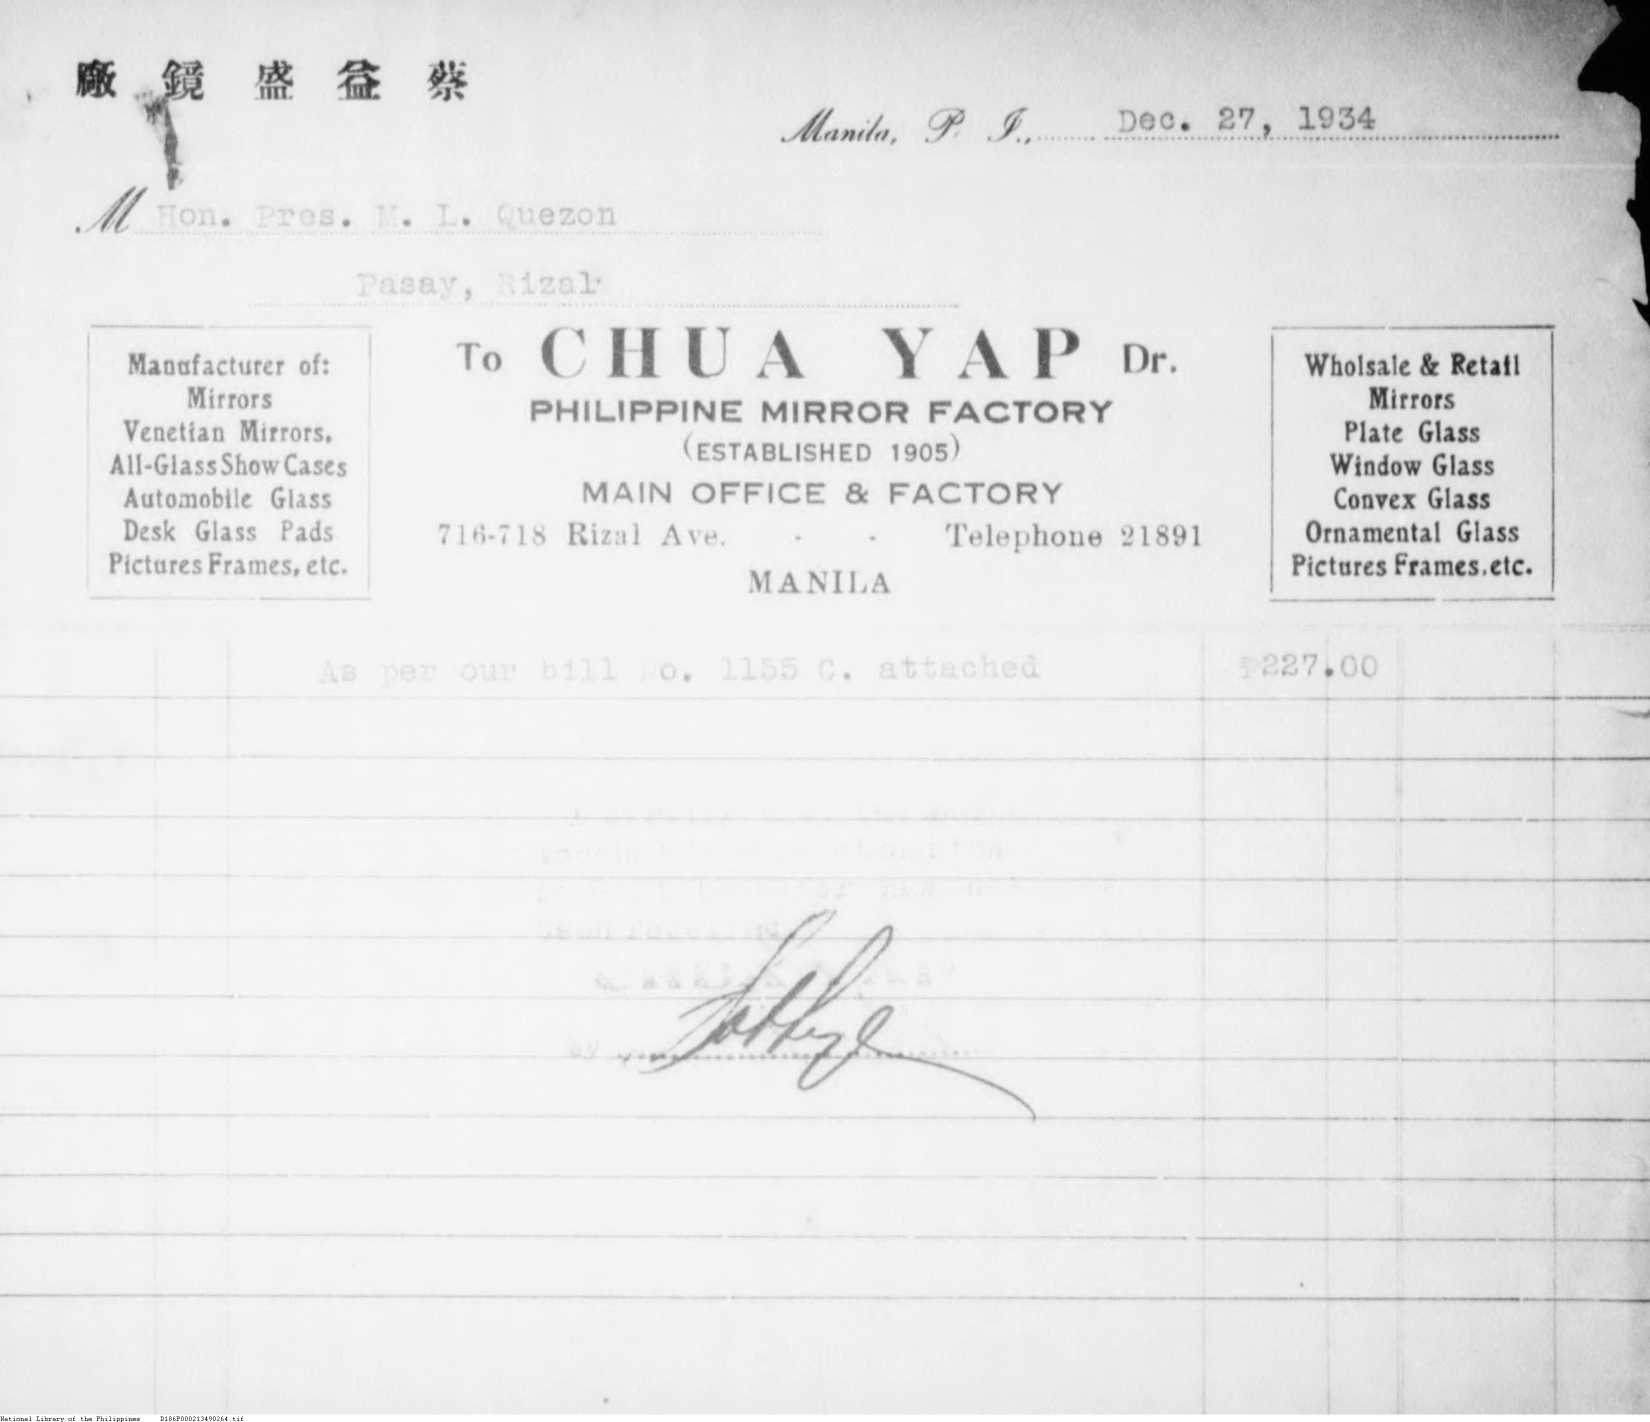 廠鏡盛益蔡
Manila, P. I., Dec. 27, 1934
M Hon. Pres. M. L. Quezon
Pasay, Rizal
Manufacturer of:
Mirrors
Venetian Mirrors,
All-Glass Show Cases
Automobile Glass
Desk Glass Pads
Pictures Frames, etc.
To CHUA YAP Dr.
PHILIPPINE MIRROR FACTORY
(ESTABLISHED 1905)
MAIN OFFICE & FACTORY
716-718 Rizal Ave. - - Telephone 21891
MANILA
Wholsale & Retail
Mirrors
Plate Glass
Window Glass
Convex Glass
Ornamental Glass
Pictures Frames, etc.
As per our bill No. 1155 C. attached ₱227.00
National Library of the Philippines D186P000213490264.tif